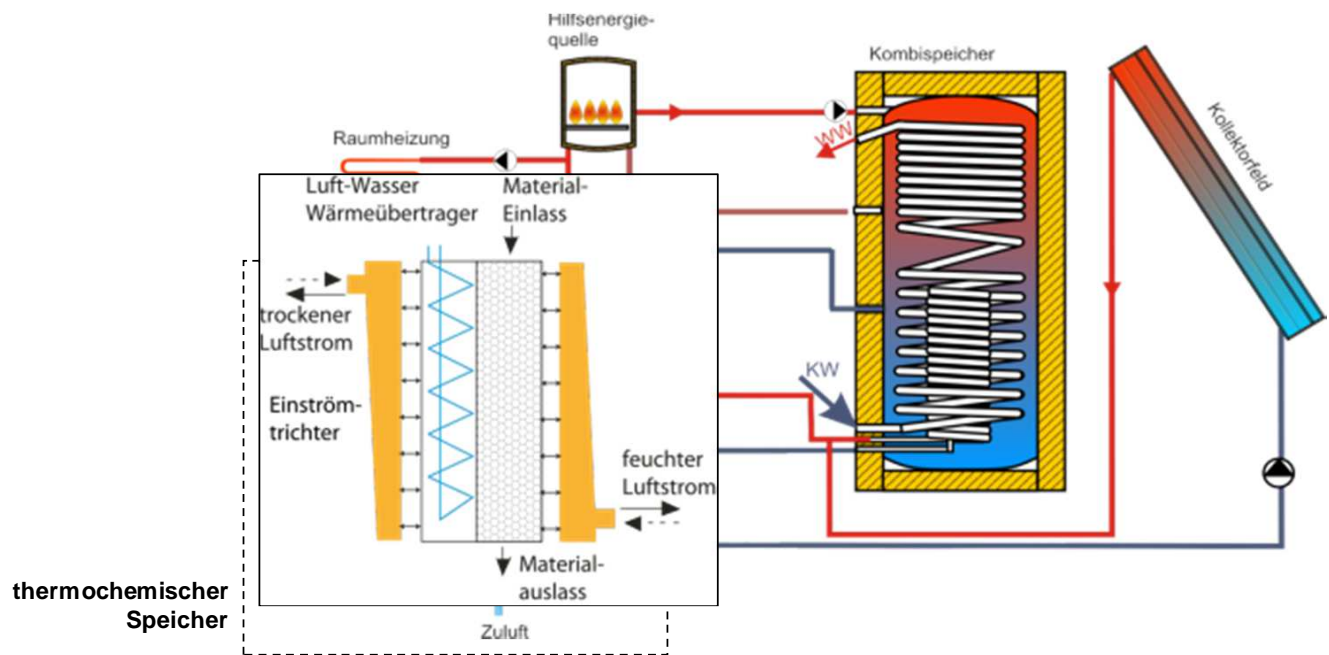 Hilfsenergie-
quelle
Kombispeicher
Kollektorfeld
Raumheizung
WW
Luft-Wasser
Wärmeübertrager
Material-
Einlass
trockener
Luftstrom
Einström-
trichter
KW
feuchter
Luftstrom
Material-
auslass
thermochemischer
Speicher
Zuluft